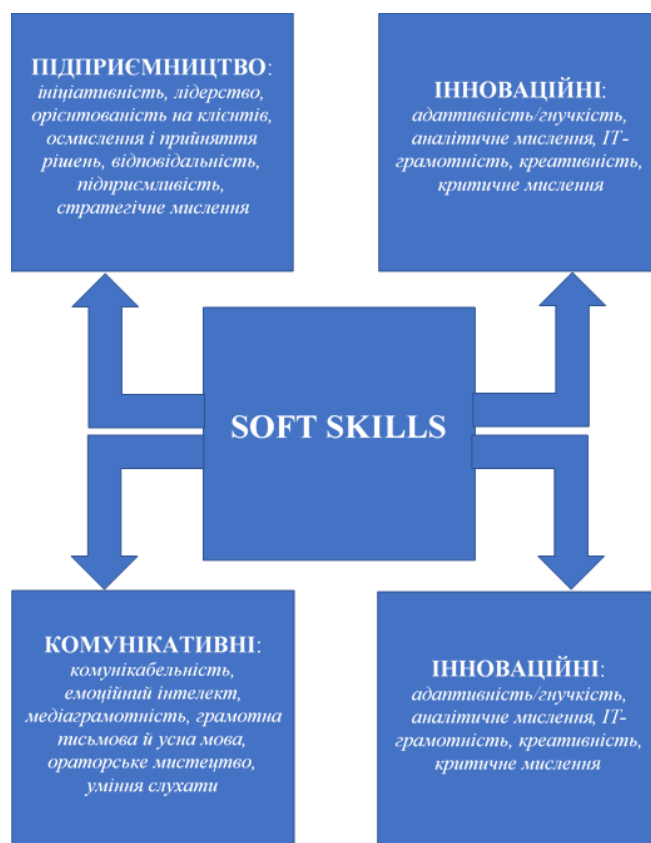 ПІДПРИЄМНИЦТВО:
ініціативність, лідерство,
орієнтованість на клієнтів,
осмислення і прийняття
рішень, відповідальність,
підприємливість,
стратегічне мислення
ІННОВАЦІЙНІ:
адаптивність/гнучкість,
аналітичне мислення, ІТ-
грамотність, креативність,
критичне мислення
SOFT SKILLS
КОМУНІКАТИВНІ:
комунікабельність,
емоційний інтелект,
медіаграмотність, грамотна
письмова й усна мова,
ораторське мистецтво,
уміння слухати
ІННОВАЦІЙНІ:
адаптивність/гнучкість,
аналітичне мислення, ІТ-
грамотність, креативність,
критичне мислення